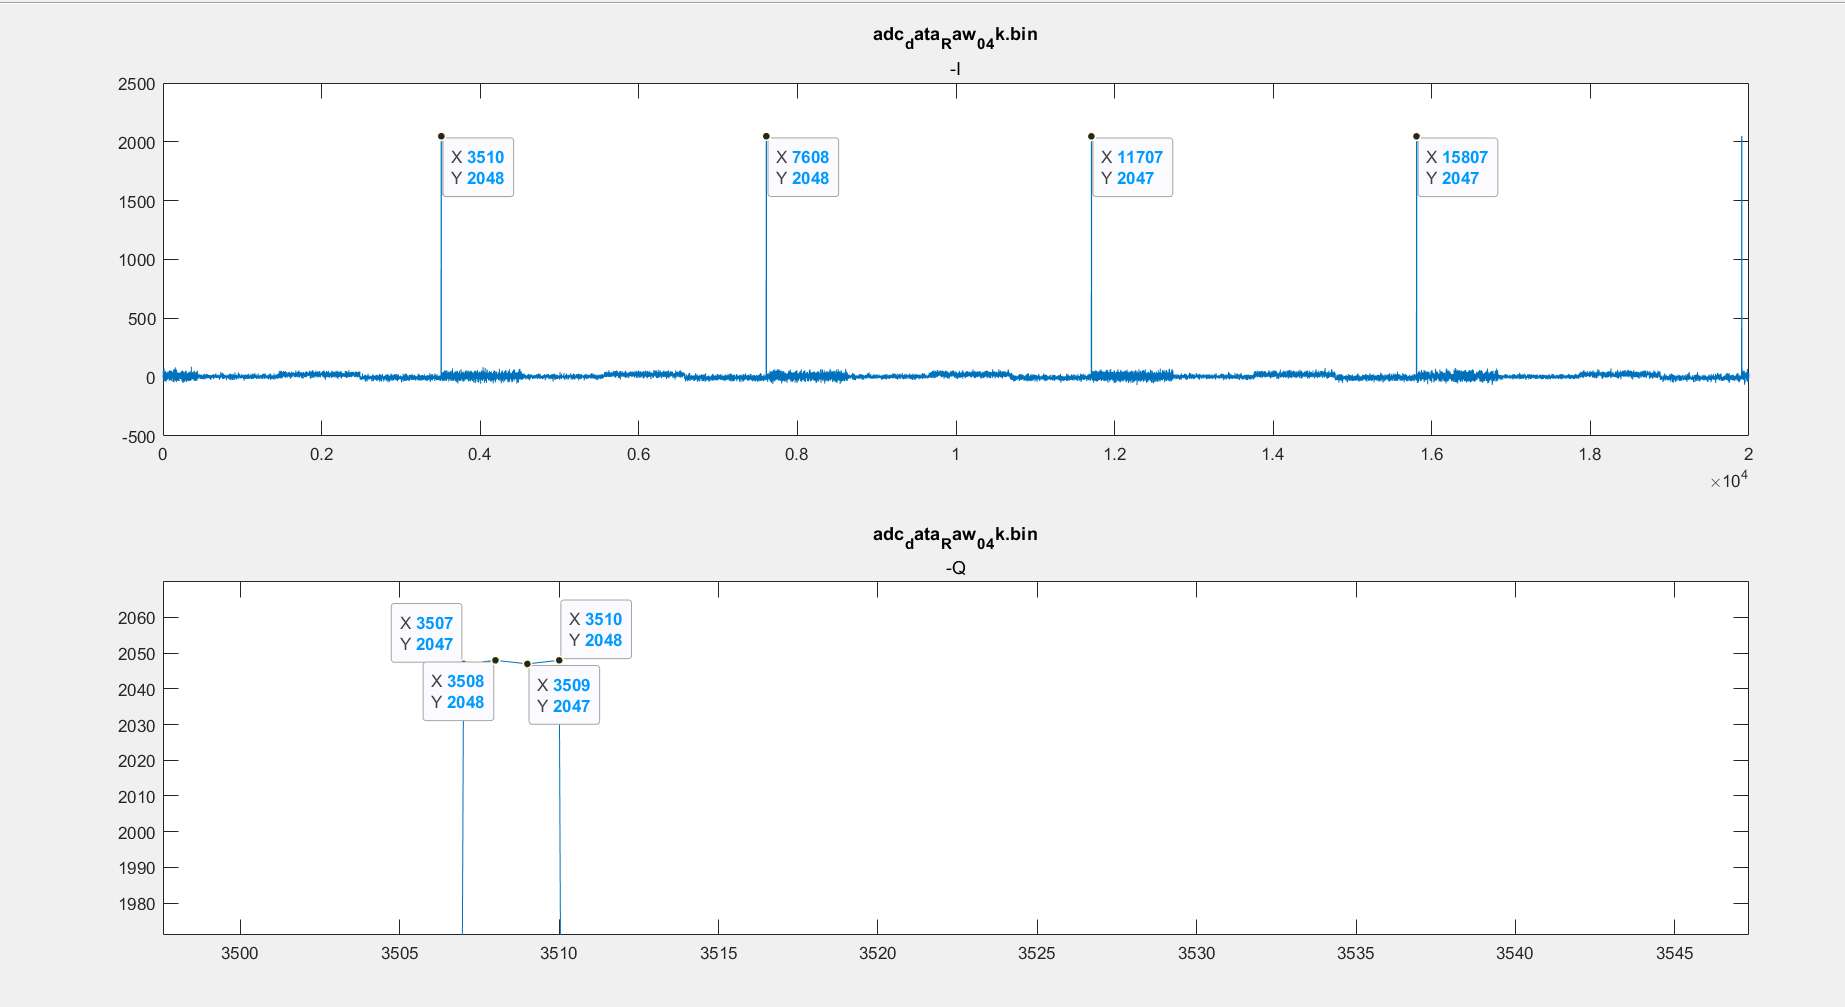 adc_data_Raw_04k.bin
-I
2500
2000
1500
1000
500
0
-500
X 3510
Y 2048
X 7608
Y 2048
X 11707
Y 2047
X 15807
Y 2047
0 0.2 0.4 0.6 0.8 1 1.2 1.4 1.6 1.8 2
×10^4
adc_data_Raw_04k.bin
-Q
2060
2050
2040
2030
2020
2010
2000
1990
1980
X 3507
Y 2047
X 3510
Y 2048
X 3508
Y 2048
X 3509
Y 2047
3500 3505 3510 3515 3520 3525 3530 3535 3540 3545